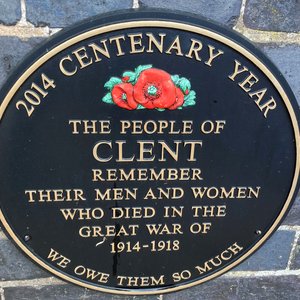 2014 CENTENARY YEAR
THE PEOPLE OF
CLENT
REMEMBER
THEIR MEN AND WOMEN
WHO DIED IN THE
GREAT WAR OF
1914-1918
WE OWE THEM SO MUCH